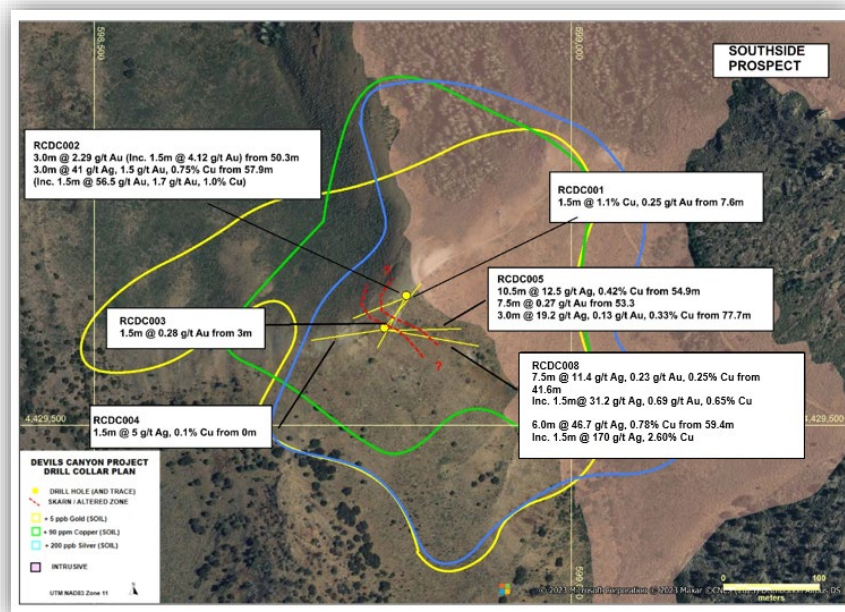 598,500
599,000
SOUTHSIDE
PROSPECT
RCDC002
3.0m @ 2.29 g/t Au (Inc. 1.5m @ 4.12 g/t Au) from 50.3m
3.0m @ 41 g/t Ag, 1.5 g/t Au, 0.75% Cu from 57.9m
(Inc. 1.5m @ 56.5 g/t Au, 1.7 g/t Au, 1.0% Cu)
RCDC001
1.5m @ 1.1% Cu, 0.25 g/t Au from 7.6m
?
RCDC005
10.5m @ 12.5 g/t Ag, 0.42% Cu from 54.9m
7.5m @ 0.27 g/t Au from 53.3
3.0m @ 19.2 g/t Ag, 0.13 g/t Au, 0.33% Cu from 77.7m
RCDC003
1.5m @ 0.28 g/t Au from 3m
?
RCDC008
7.5m @ 11.4 g/t Ag, 0.23 g/t Au, 0.25% Cu from
41.6m
Inc. 1.5m@ 31.2 g/t Ag, 0.69 g/t Au, 0.65% Cu
6.0m @ 46.7 g/t Ag, 0.78% Cu from 59.4m
Inc. 1.5m @ 170 g/t Ag, 2.60% Cu
4,429,500
4,429,500
RCDC004
1.5m @ 5 g/t Ag, 0.1% Cu from 0m
DEVILS CANYON PROJECT
DRILL COLLAR PLAN
DRILL HOLE (AND TRACE)
SKARN / ALTERED ZONE
+ 5 ppb Gold (SOIL)
+ 90 ppm Copper (SOIL)
+ 200 ppb Silver (SOIL)
INTRUSIVE
UTM NAD83 Zone 11
0
100
meters
© 2023 Microsoft Corporation © 2023 Maxar ©CNES (2023) Distribution Airbus DS